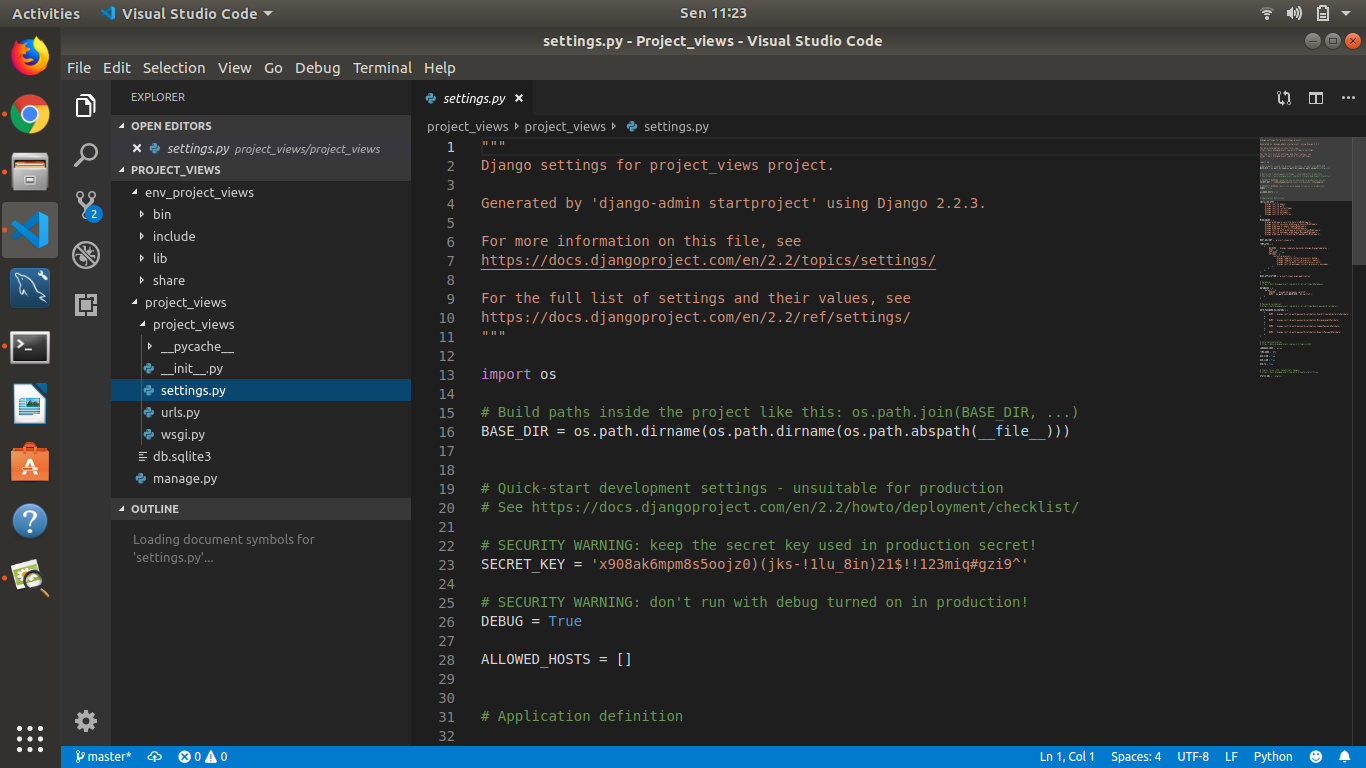 Activities
Visual Studio Code
Sen 11:23
settings.py - Project_views - Visual Studio Code
File Edit Selection View Go Debug Terminal Help
EXPLORER
OPEN EDITORS
settings.py project_views/project_views
PROJECT_VIEWS
env_project_views
bin
include
lib
share
project_views
project_views
__pycache__
__init__.py
settings.py
urls.py
wsgi.py
db.sqlite3
manage.py
OUTLINE
Loading document symbols for
'settings.py'...
2
settings.py
project_views project_views settings.py
1 """
2 Django settings for project_views project.
3
4 Generated by 'django-admin startproject' using Django 2.2.3.
5
6 For more information on this file, see
7 https://docs.djangoproject.com/en/2.2/topics/settings/
8
9 For the full list of settings and their values, see
10 https://docs.djangoproject.com/en/2.2/ref/settings/
11 """
12
13 import os
14
15 # Build paths inside the project like this: os.path.join(BASE_DIR, ...)
16 BASE_DIR = os.path.dirname(os.path.dirname(os.path.abspath(__file__)))
17
18
19 # Quick-start development settings - unsuitable for production
20 # See https://docs.djangoproject.com/en/2.2/howto/deployment/checklist/
21
22 # SECURITY WARNING: keep the secret key used in production secret!
23 SECRET_KEY = 'x908ak6mpm8s5oojz0)(jks-!1lu_8in)21$!!123miq#gzi9^'
24
25 # SECURITY WARNING: don't run with debug turned on in production!
26 DEBUG = True
27
28 ALLOWED_HOSTS = []
29
30
31 # Application definition
32
master* 0 0 Ln 1, Col 1 Spaces: 4 UTF-8 LF Python